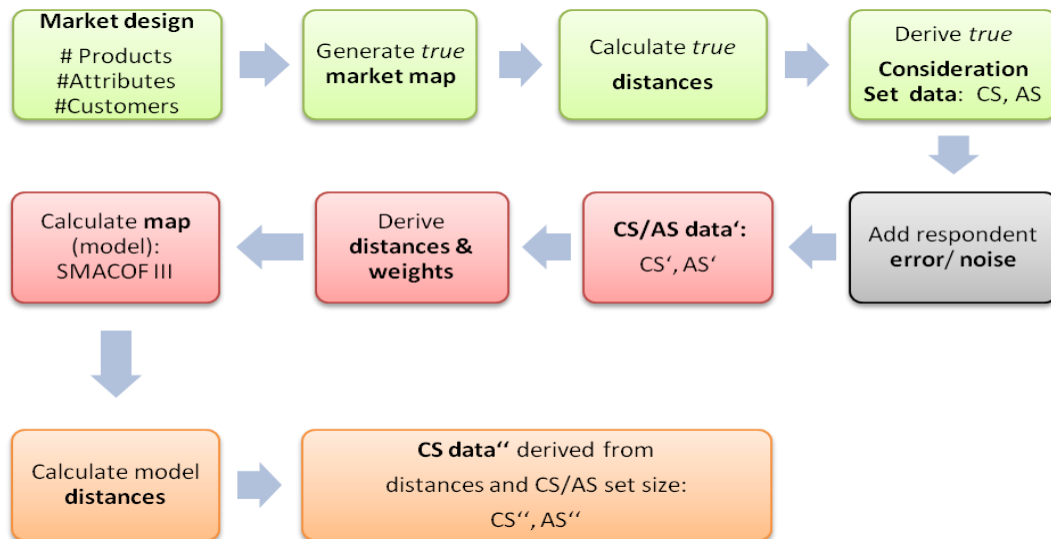 Market design
# Products
#Attributes
#Customers
Generate true
market map
Calculate true
distances
Derive true
Consideration
Set data: CS, AS
Calculate map
(model):
SMACOF III
Derive
distances &
weights
CS/AS data‘:
CS‘, AS‘
Add respondent
error/ noise
Calculate model
distances
CS data‘‘ derived from
distances and CS/AS set size:
CS‘‘, AS‘‘